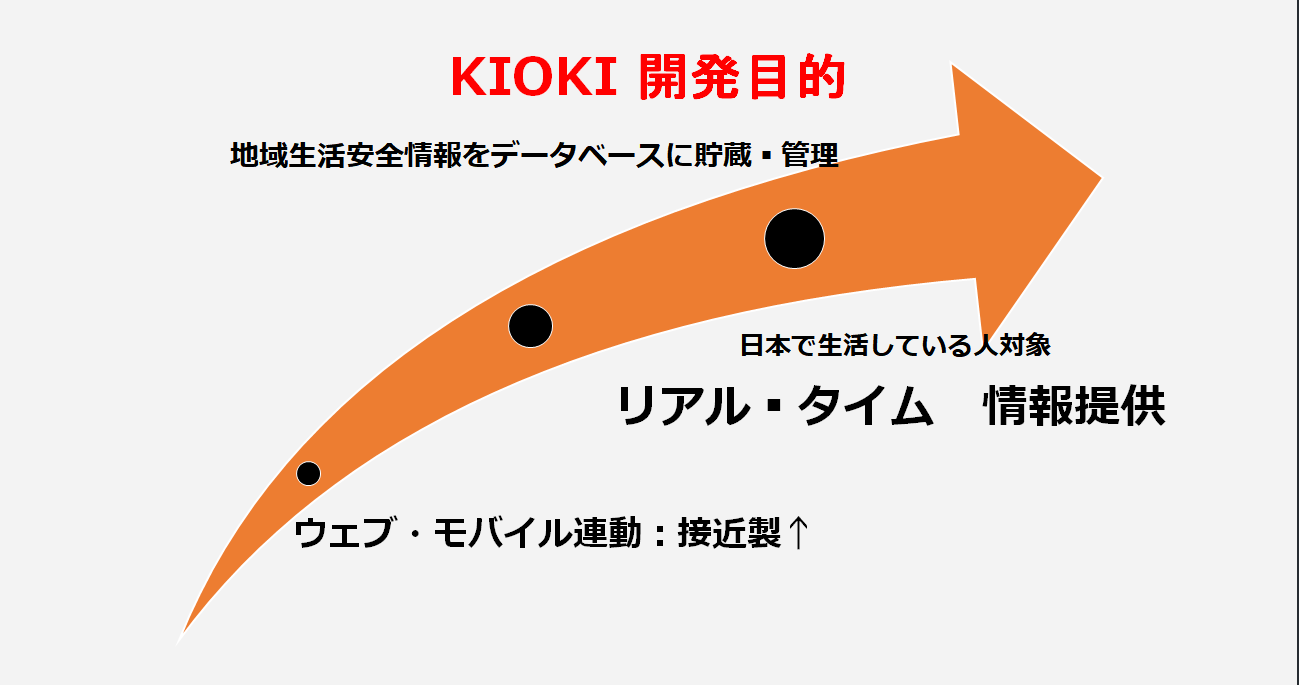 KIOKI 開発目的
地域生活安全情報をデータベースに貯蔵・管理
日本で生活している人対象
リアル・タイム　情報提供
ウェブ・モバイル連動：接近製↑